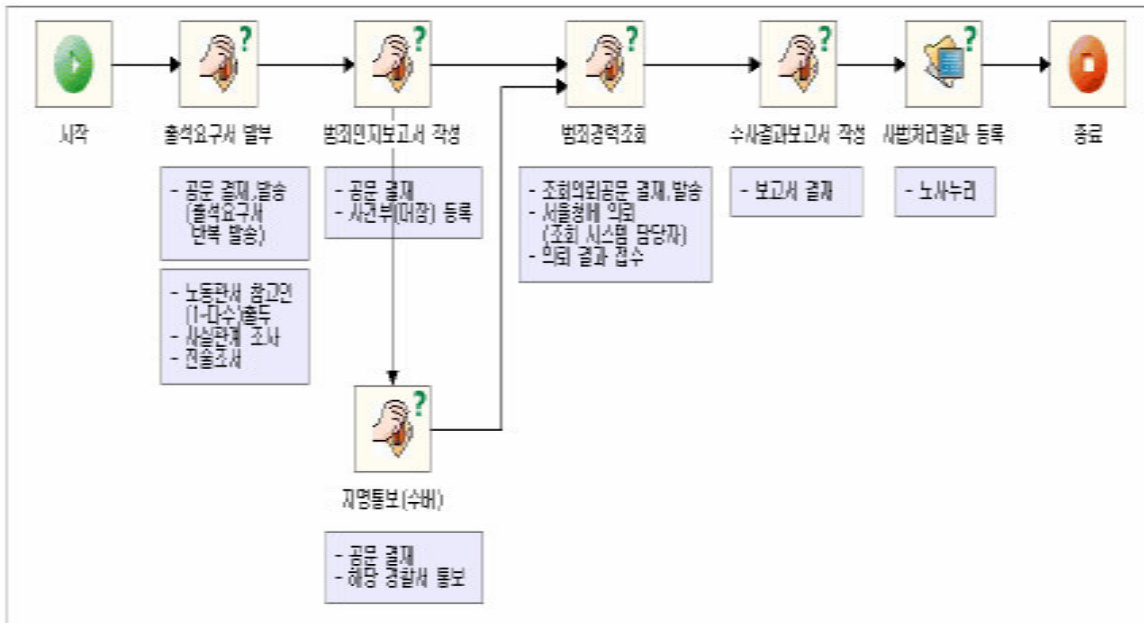 시작
출석요구서 발부
범죄인지보고서 작성
범죄경력조회
수사결과보고서 작성
사법처리결과 등록
종료
- 공문 결재,발송
(출석요구서
반복 발송)
- 노동관서 참고인
(1-다수)출두
- 사실관계 조사
- 진술조서
- 공문 결재
- 사건부(대장) 등록
- 조회의뢰공문 결재,발송
- 서울청에 의뢰
(조회 시스템 담당자)
- 의뢰 결과 접수
- 보고서 결재
- 노사누리
지명통보(수배)
- 공문 결재
- 해당 경찰서 통보